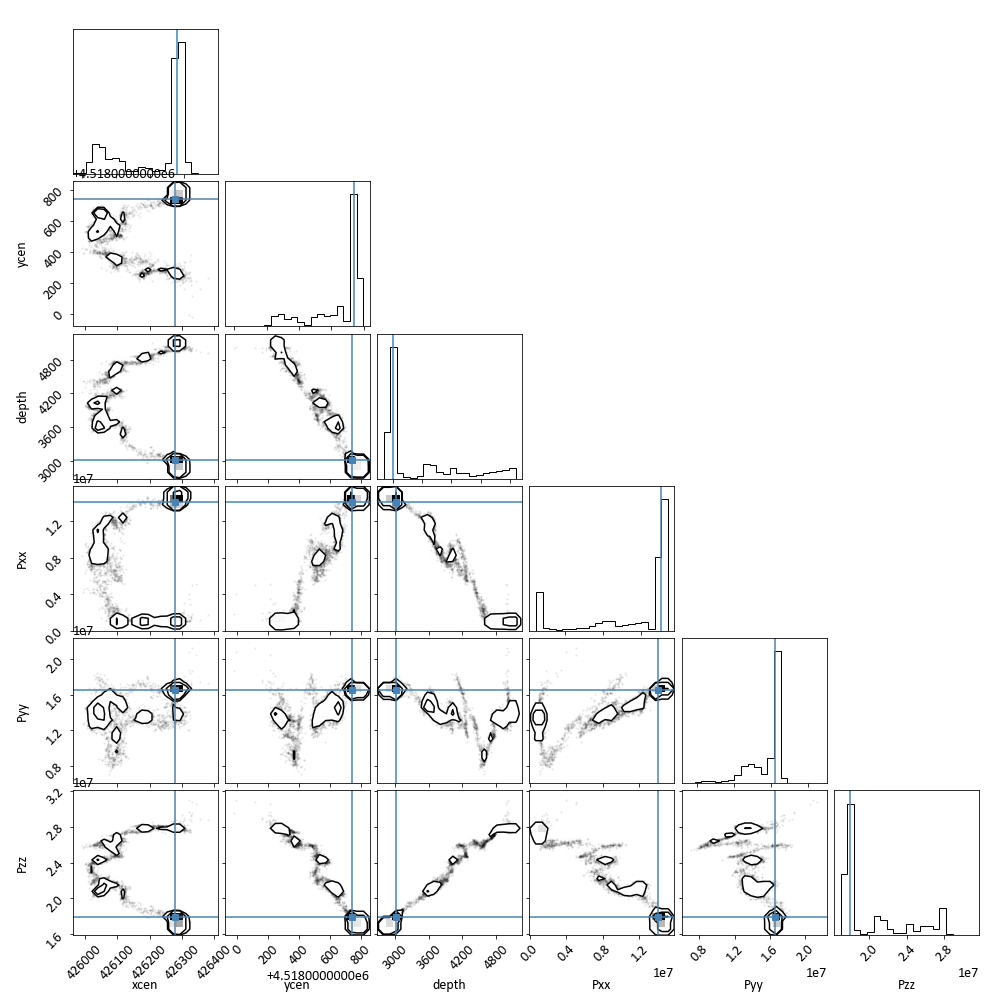 +4.5180000000e6
800
600
400
200
0
ycen
4800
4200
3600
3000
depth
1e7
1.2
0.8
0.4
0.0
Pxx
1e7
2.0
1.6
1.2
0.8
Pyy
1e7
3.2
2.8
2.4
2.0
1.6
Pzz
426000 426100 426200 426300 426400
xcen
0 200 400 600 800
+4.5180000000e6
ycen
3000 3600 4200 4800
depth
0.0 0.4 0.8 1.2
1e7
Pxx
0.8 1.2 1.6 2.0
1e7
Pyy
2.0 2.4 2.8
1e7
Pzz